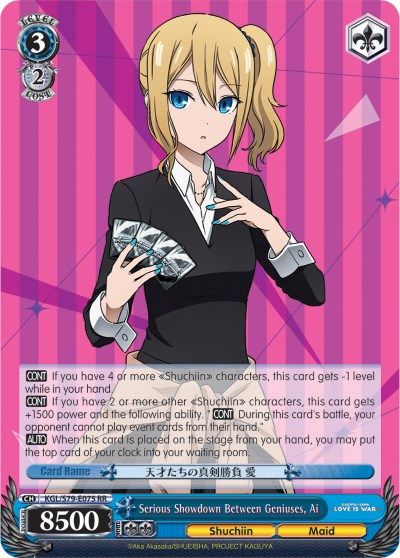 LEVEL
3
2
COST
CONT If you have 4 or more «Shuchiin» characters, this card gets -1 level
while in your hand.
CONT If you have 2 or more other «Shuchiin» characters, this card gets
+1500 power and the following ability. " CONT During this card's battle, your
opponent cannot play event cards from their hand."
AUTO When this card is placed on the stage from your hand, you may put
the top card of your clock into your waiting room.
Card Name 天才たちの真剣勝負 愛
CH KGL/S79-E075 RR
Serious Showdown Between Geniuses, Ai
KAGUYA-SAMA
LOVE IS WAR
8500
Shuchiin
Maid
©Aka Akasaka/SHUEISHA, PROJECT KAGUYA